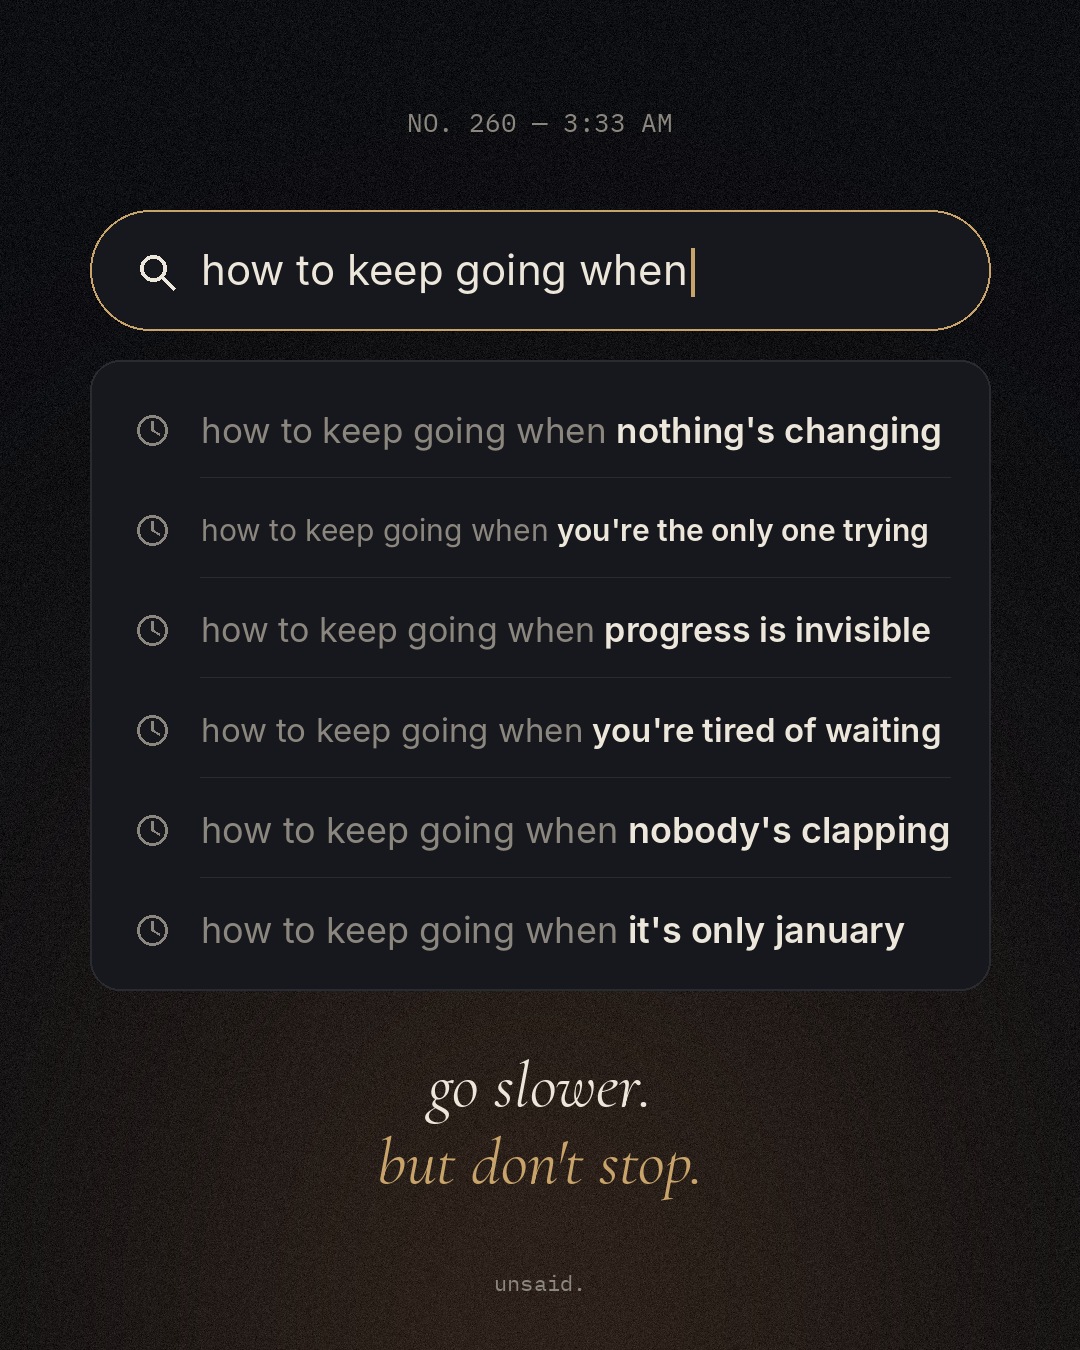 NO. 260 — 3:33 AM
how to keep going when
how to keep going when nothing's changing
how to keep going when you're the only one trying
how to keep going when progress is invisible
how to keep going when you're tired of waiting
how to keep going when nobody's clapping
how to keep going when it's only january
go slower.
but don't stop.
unsaid.